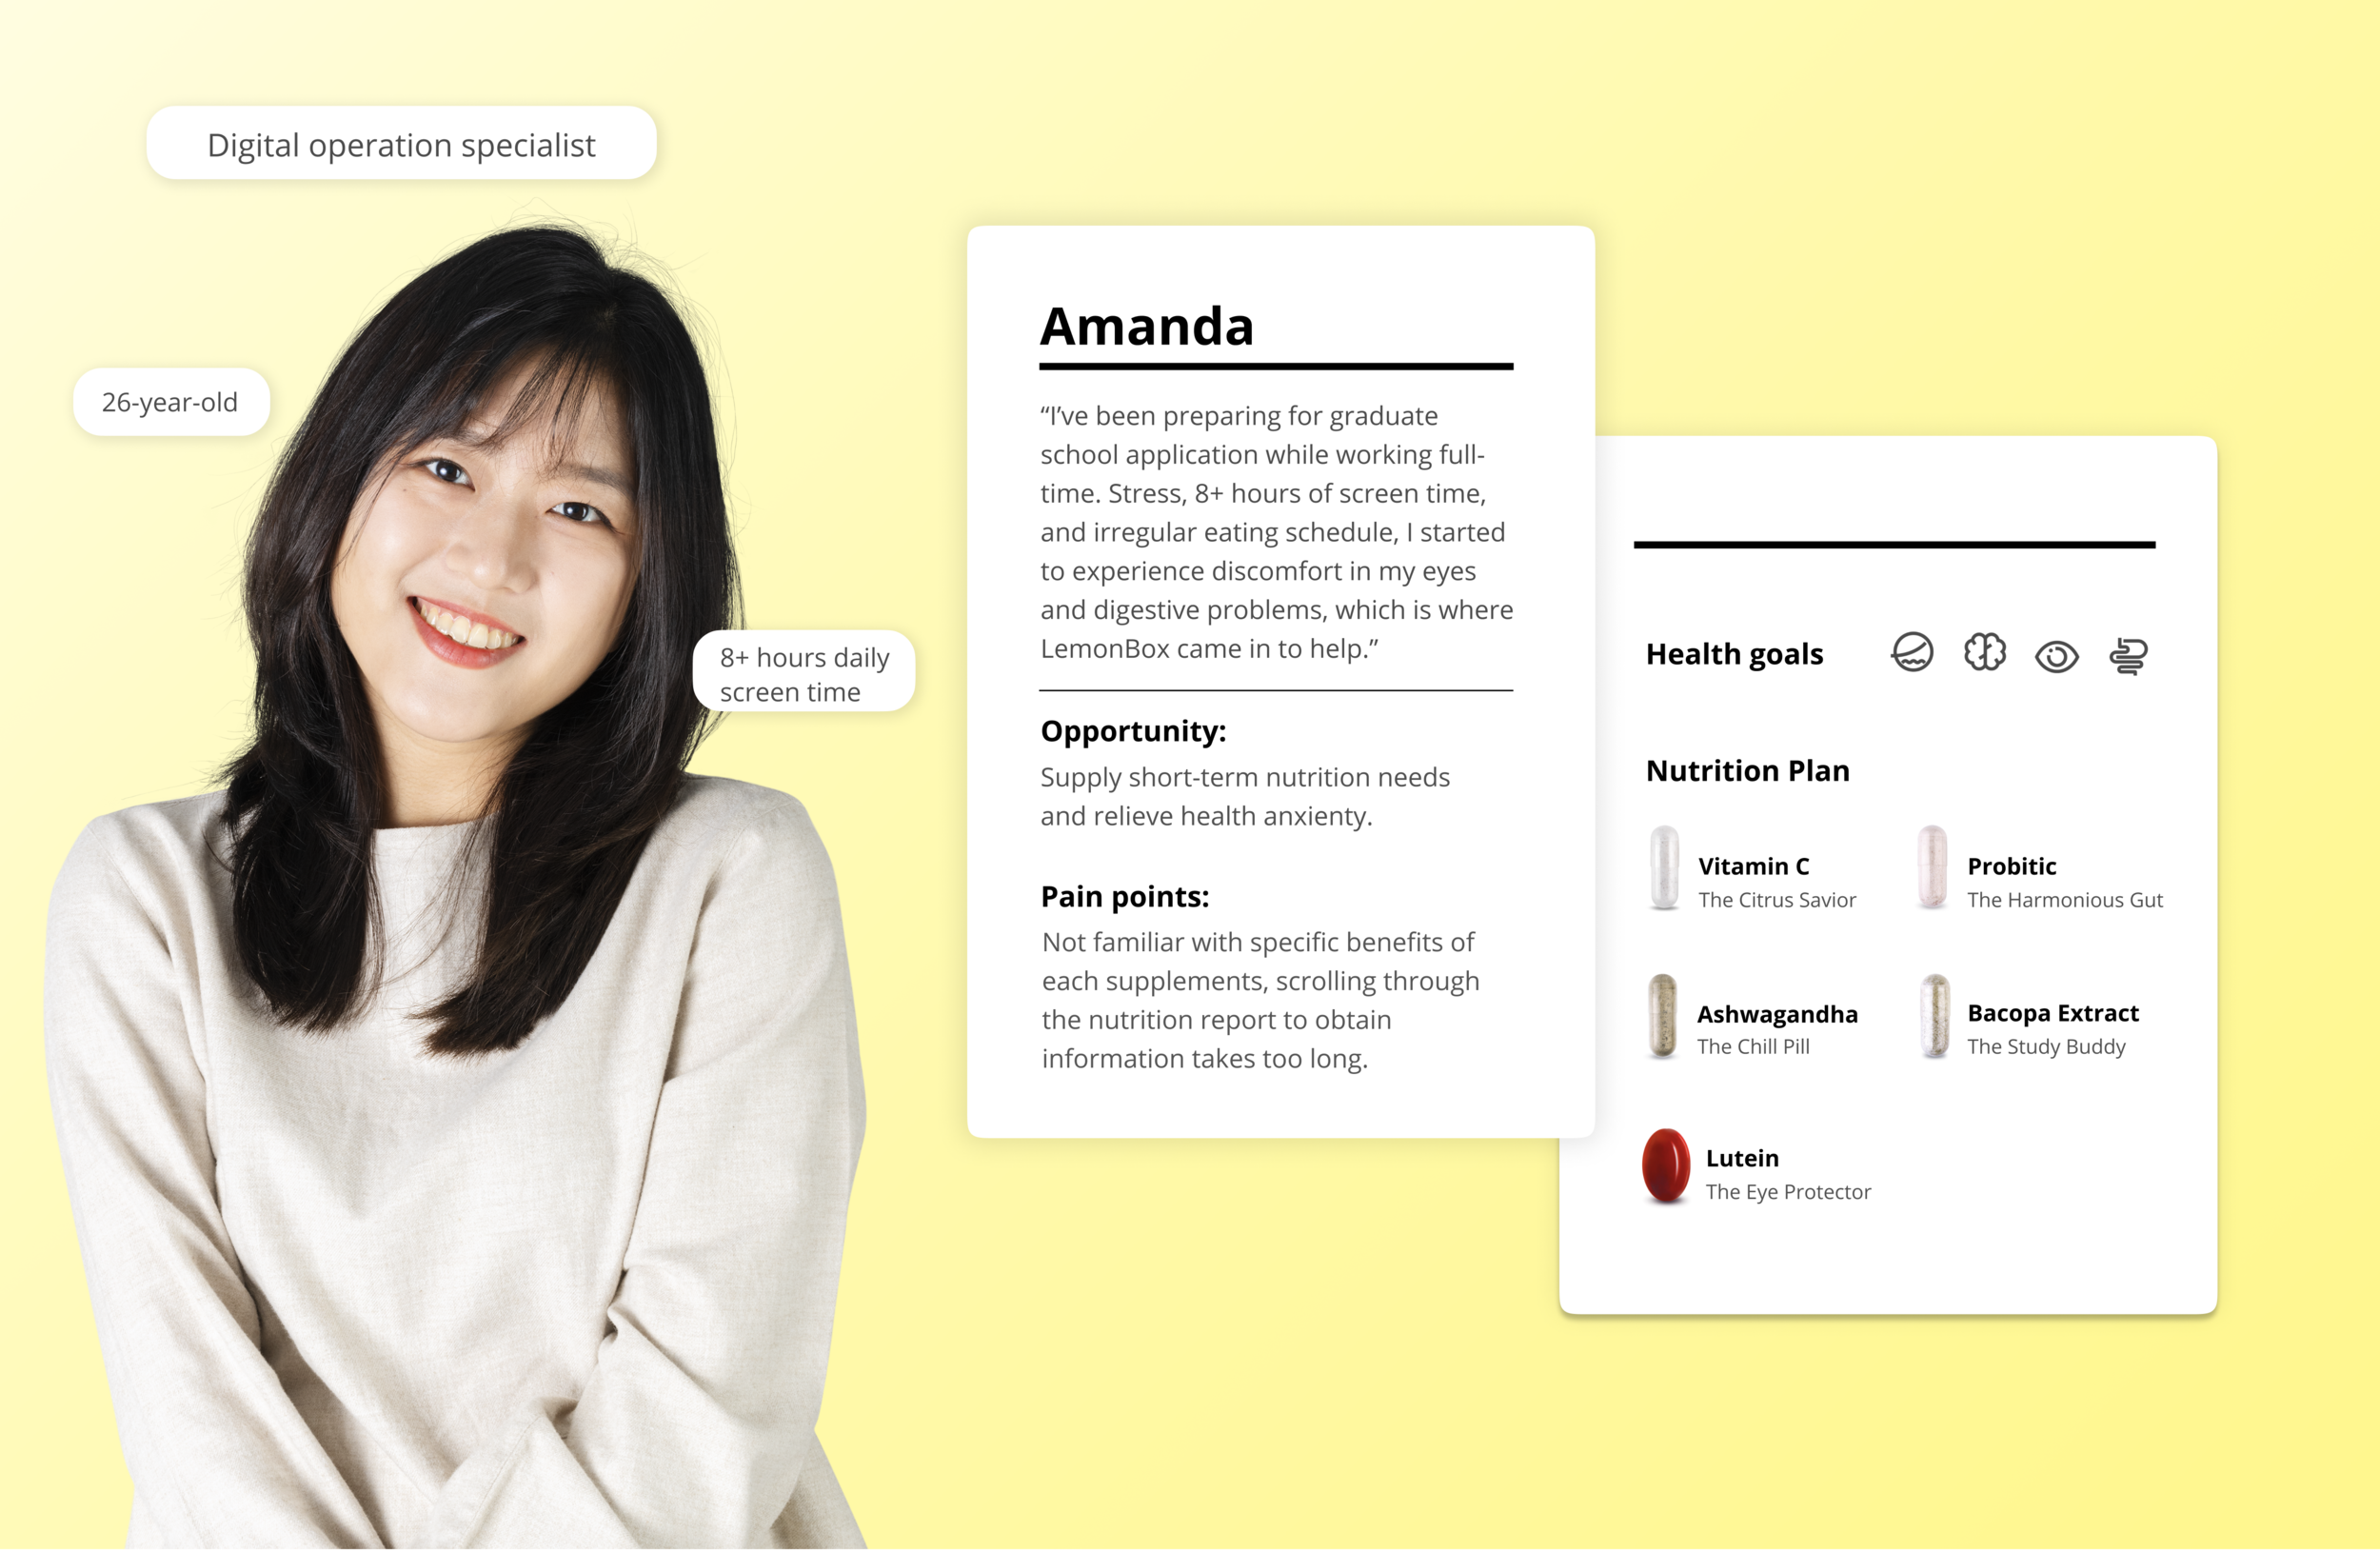 Digital operation specialist
26-year-old
8+ hours daily
screen time
Amanda
“I’ve been preparing for graduate
school application while working full-
time. Stress, 8+ hours of screen time,
and irregular eating schedule, I started
to experience discomfort in my eyes
and digestive problems, which is where
LemonBox came in to help.”
Opportunity:
Supply short-term nutrition needs
and relieve health anxienty.
Pain points:
Not familiar with specific benefits of
each supplements, scrolling through
the nutrition report to obtain
information takes too long.
Health goals
Nutrition Plan
Vitamin C
The Citrus Savior
Probitic
The Harmonious Gut
Ashwagandha
The Chill Pill
Bacopa Extract
The Study Buddy
Lutein
The Eye Protector